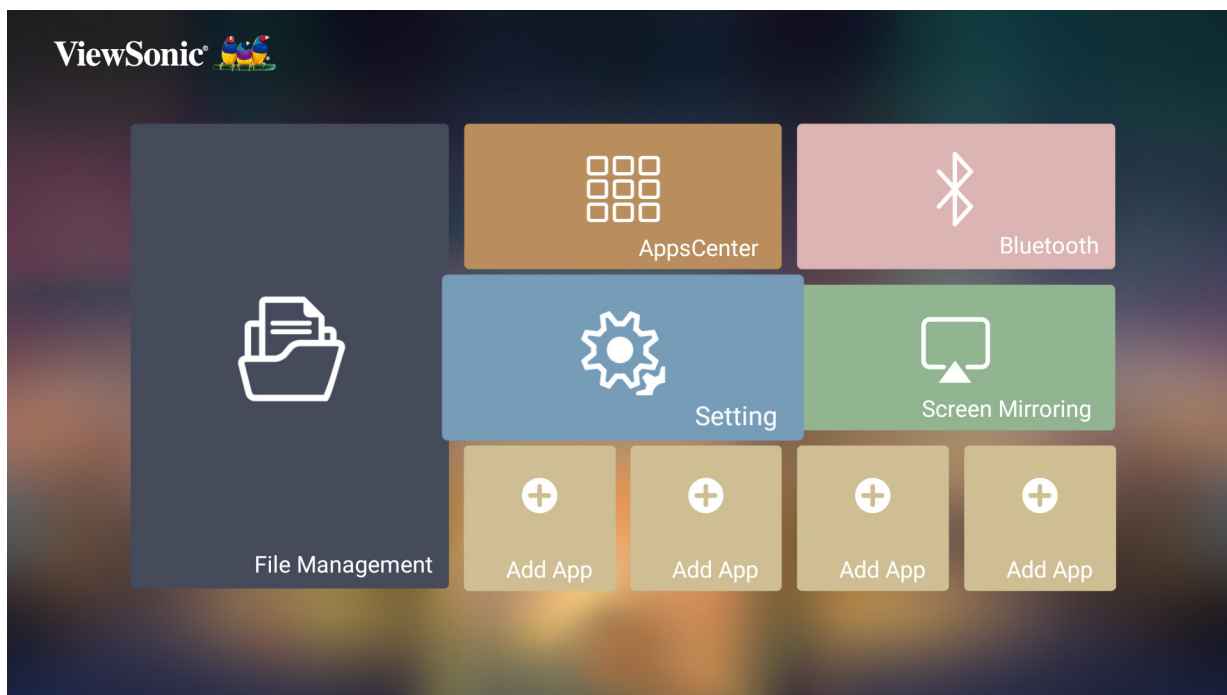 ViewSonic®
AppsCenter
Bluetooth
Setting
Screen Mirroring
File Management
Add App
Add App
Add App
Add App